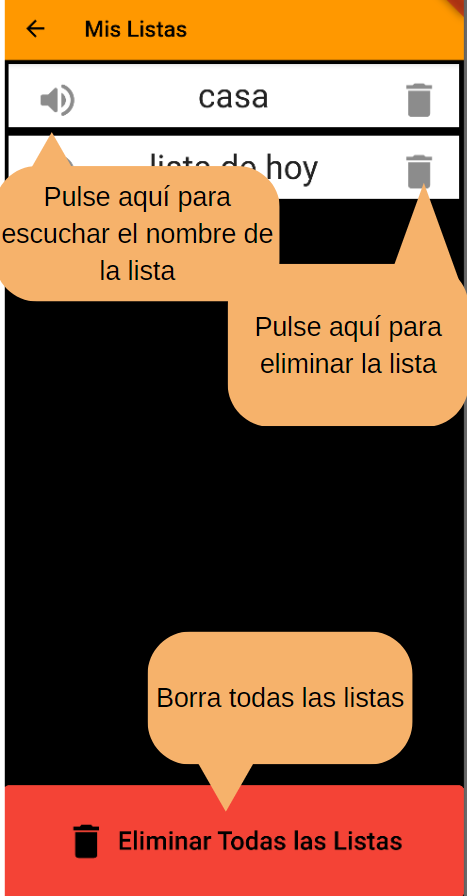 Mis Listas
casa
lista de hoy
Pulse aquí para
escuchar el nombre de
la lista
Pulse aquí para
eliminar la lista
Borra todas las listas
Eliminar Todas las Listas